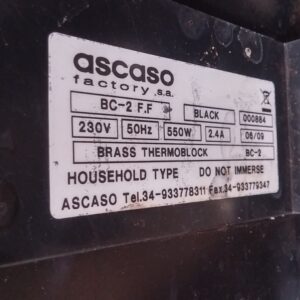 ascaso
factory s.a.
BC-2 F.F BLACK 000884
230V 50Hz 550W 2.4A 06/09
BRASS THERMOBLOCK BC-2
HOUSEHOLD TYPE DO NOT IMMERSE
ASCASO Tel.34-933778311 Fax.34-933779347